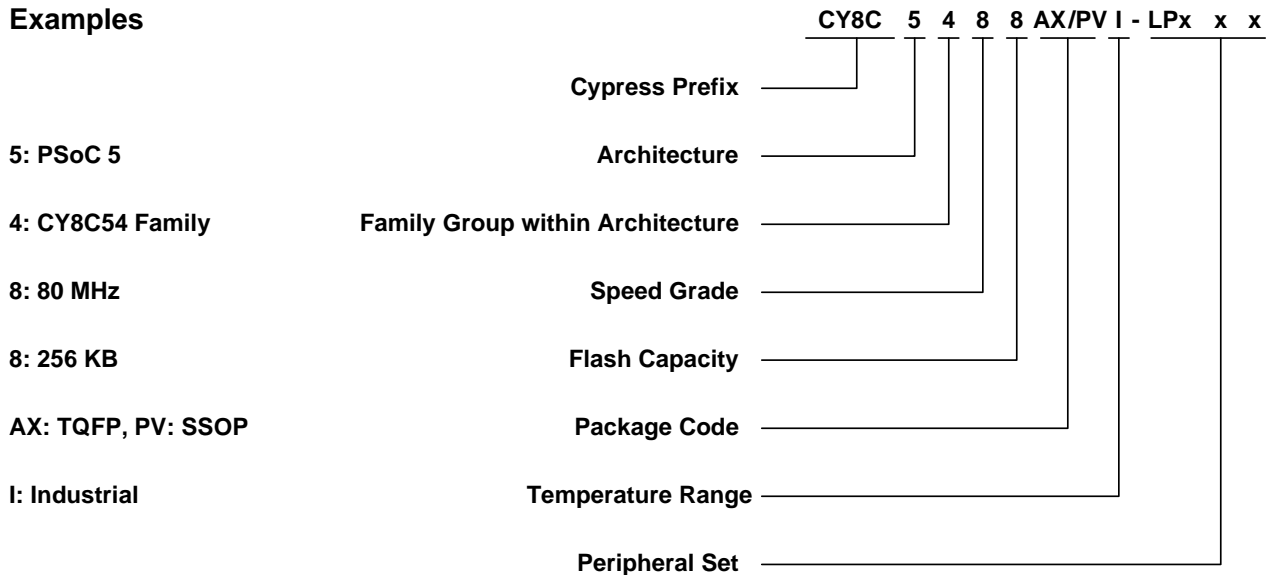 Examples CY8C 5 4 8 8 AX/PV I - LPx x x
Cypress Prefix
5: PSoC 5 Architecture
4: CY8C54 Family Family Group within Architecture
8: 80 MHz Speed Grade
8: 256 KB Flash Capacity
AX: TQFP, PV: SSOP Package Code
I: Industrial Temperature Range
Peripheral Set